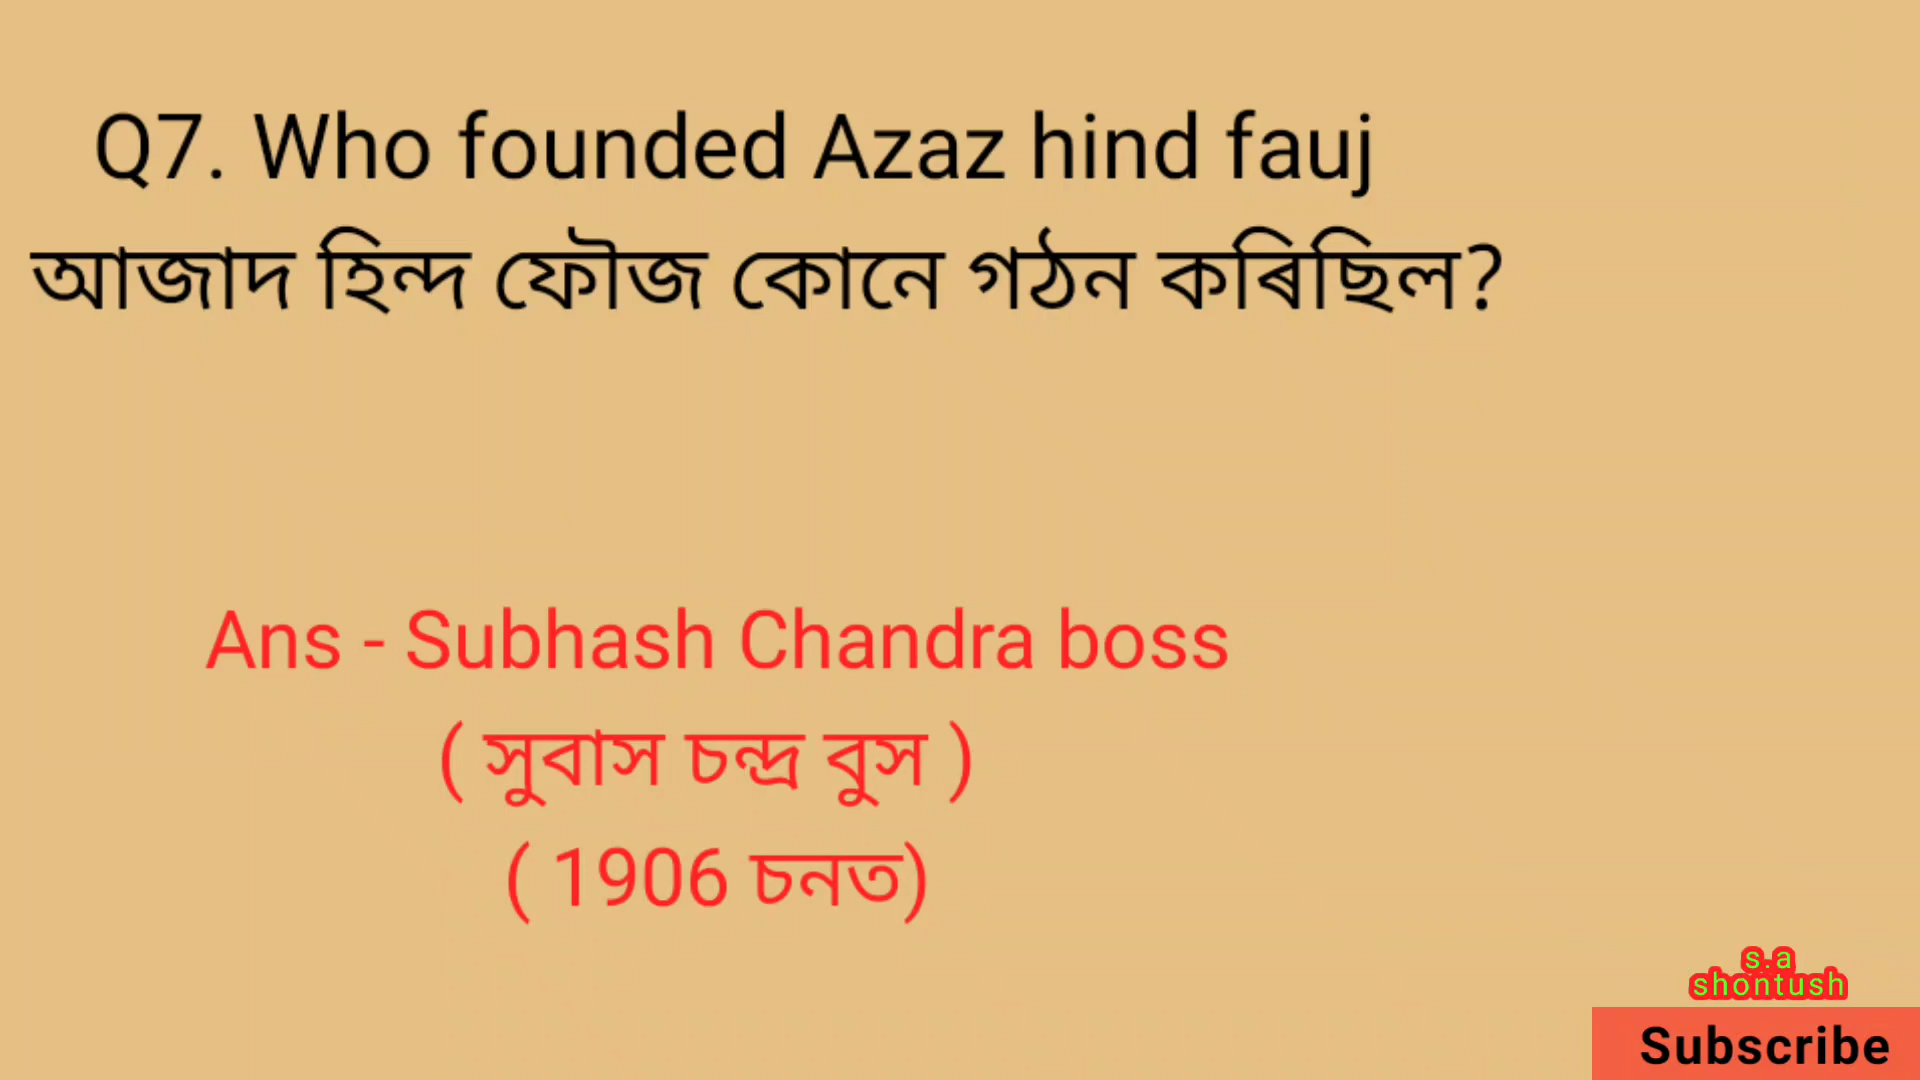 Q7. Who founded Azaz hind fauj
আজাদ হিন্দ ফৌজ কোনে গঠন কৰিছিল?
Ans - Subhash Chandra boss
( সুবাস চন্দ্ৰ বুস )
( 1906 চনত)
s.a
shontush
Subscribe